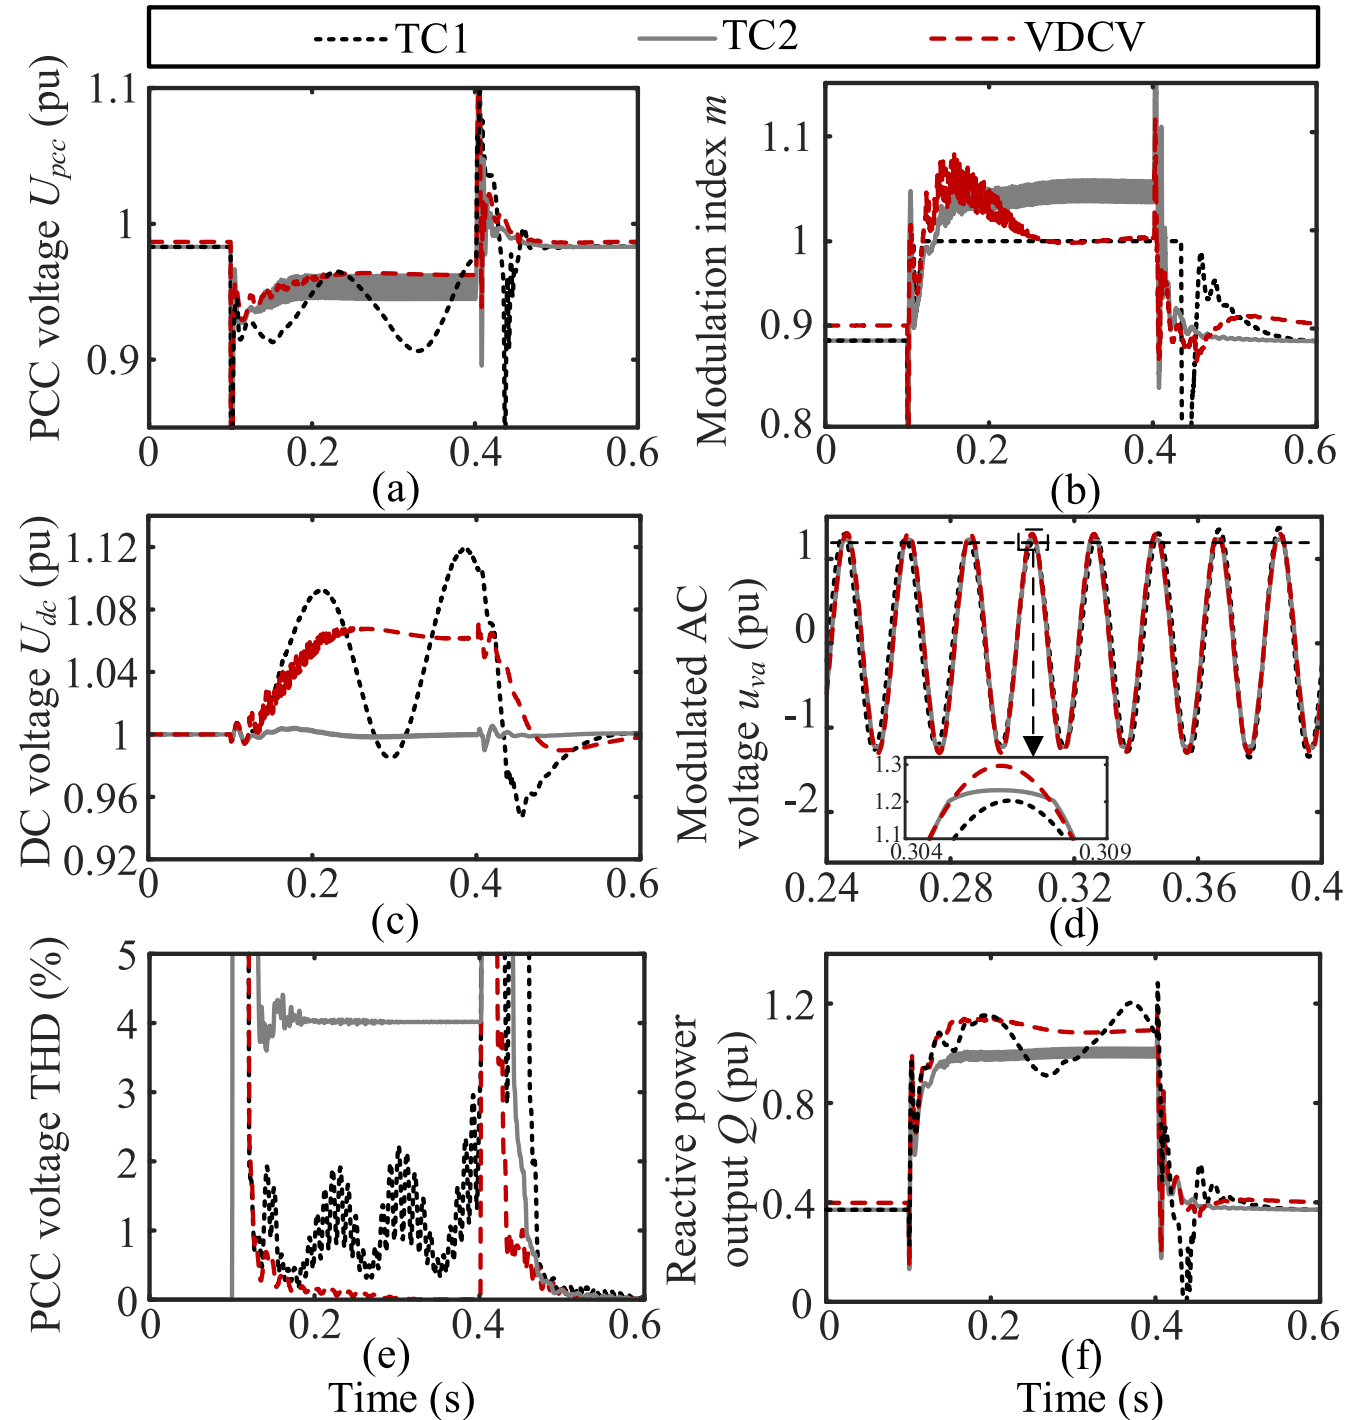 TC1 TC2 VDCV
PCC voltage Upcc (pu)
1.1
1
0.9
0 0.2 0.4 0.6
(a)
Modulation index m
1.1
1
0.9
0.8
0 0.2 0.4 0.6
(b)
DC voltage Udc (pu)
1.12
1.08
1.04
1
0.96
0.92
0 0.2 0.4 0.6
(c)
Modulated AC
voltage uva (pu)
1
0
-1
-2
1.3
1.2
1.1
0.304 0.309
0.24 0.28 0.32 0.36 0.4
(d)
PCC voltage THD (%)
5
4
3
2
1
0
0 0.2 0.4 0.6
(e)
Time (s)
Reactive power
output Q (pu)
1.2
0.8
0.4
0
0 0.2 0.4 0.6
(f)
Time (s)